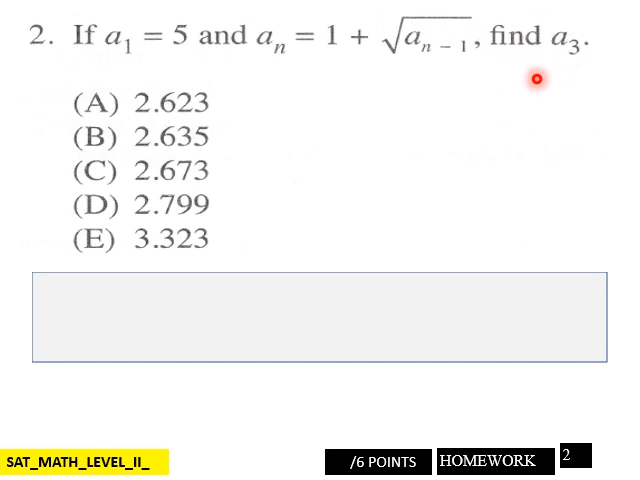 2. If a₁ = 5 and aₙ = 1 + √aₙ ₋ ₁, find a₃.
(A) 2.623
(B) 2.635
(C) 2.673
(D) 2.799
(E) 3.323
SAT_MATH_LEVEL_II_
/6 POINTS
HOMEWORK
2